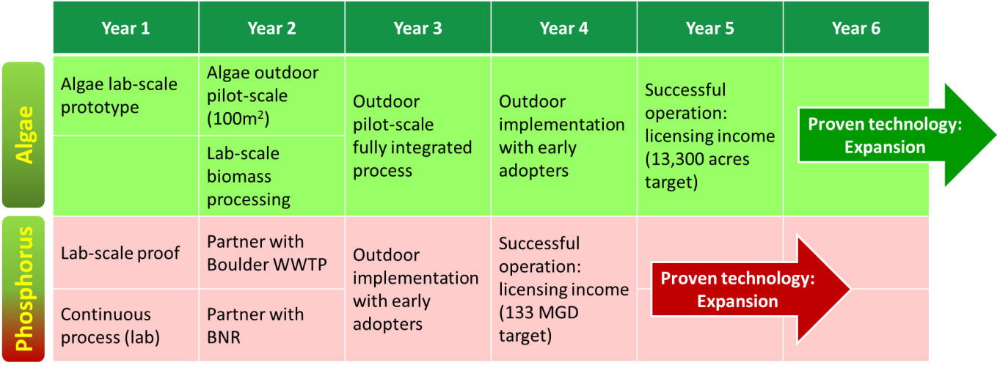 Year 1
Year 2
Year 3
Year 4
Year 5
Year 6
Algae
Algae lab-scale
prototype
Algae outdoor
pilot-scale
(100m²)
Lab-scale
biomass
processing
Outdoor
pilot-scale
fully integrated
process
Outdoor
implementation
with early
adopters
Successful
operation:
licensing income
(13,300 acres
target)
Proven technology:
Expansion
Phosphorus
Lab-scale proof
Continuous
process (lab)
Partner with
Boulder WWTP
Partner with
BNR
Outdoor
implementation
with early
adopters
Successful
operation:
licensing income
(133 MGD
target)
Proven technology:
Expansion